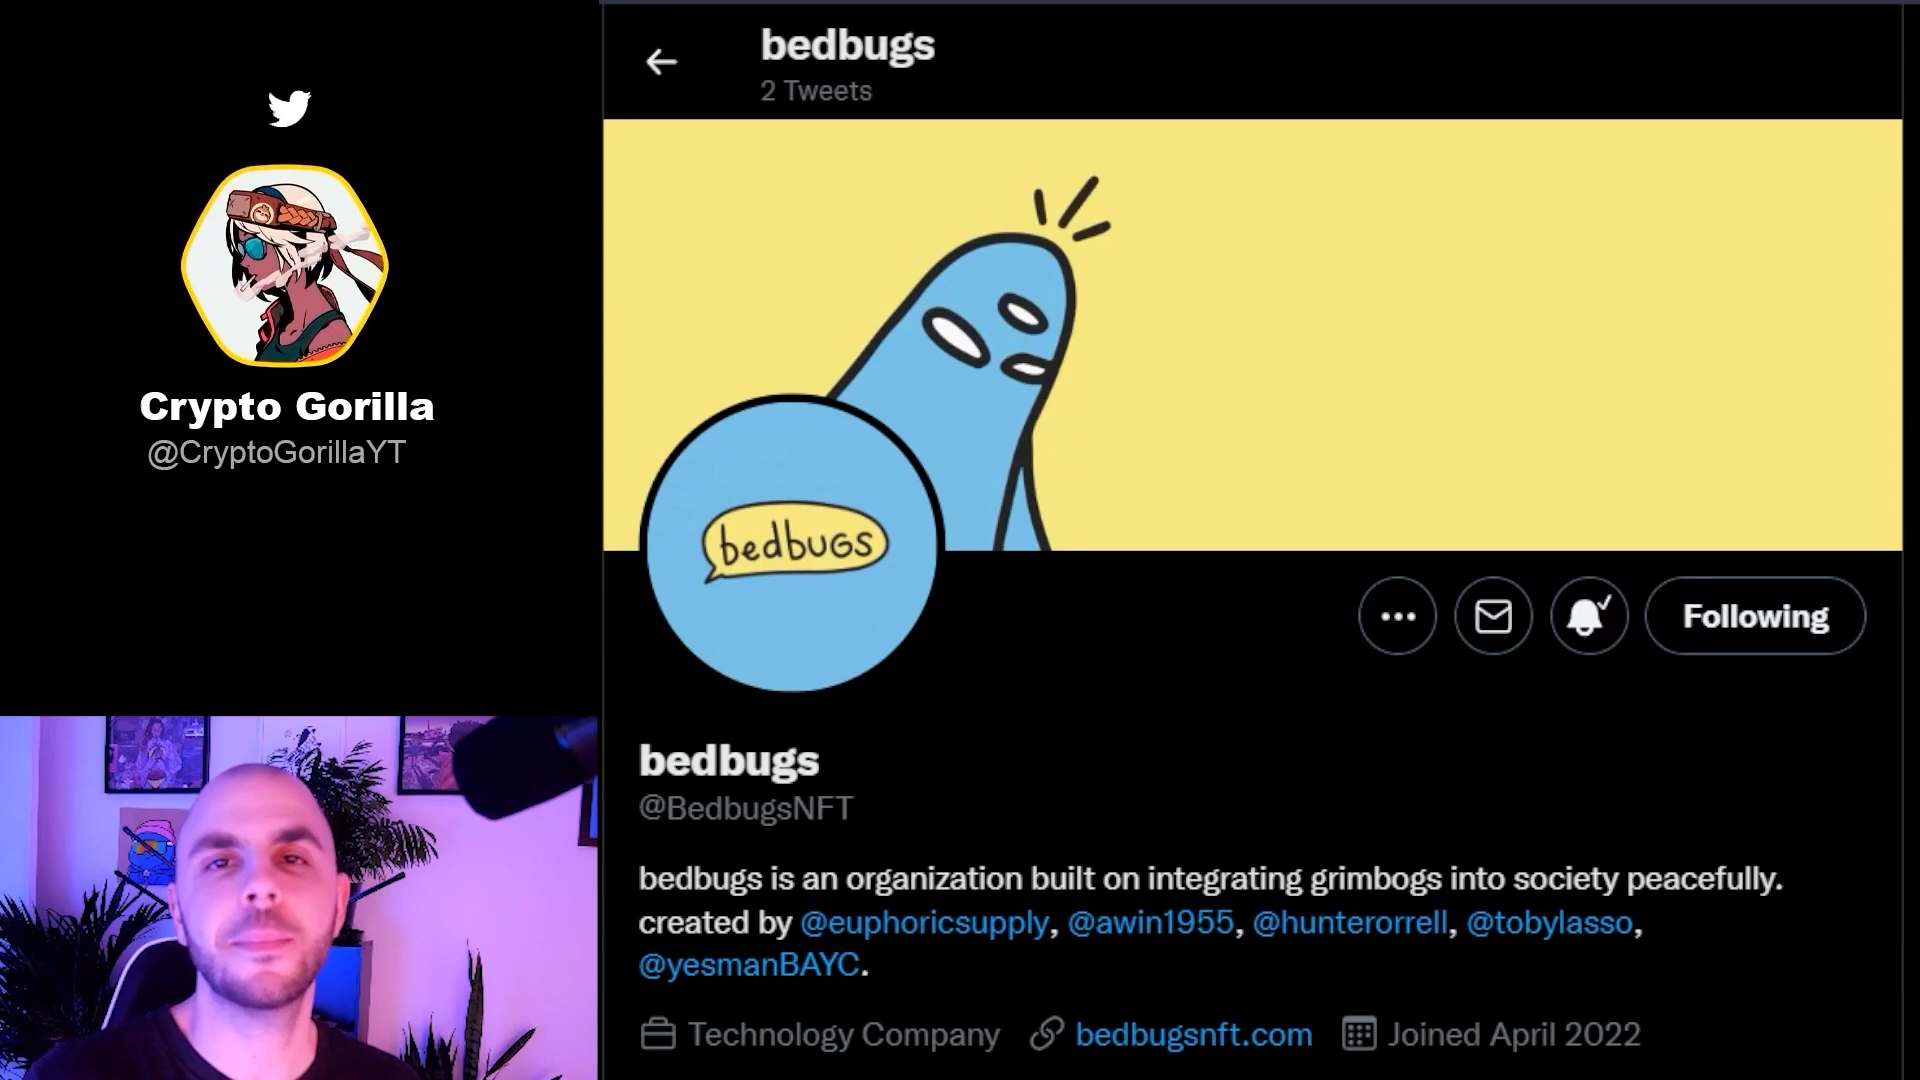 Crypto Gorilla
@CryptoGorillaYT
bedbugs
2 Tweets
bedbugs
Following
bedbugs
@BedbugsNFT
bedbugs is an organization built on integrating grimbogs into society peacefully.
created by @euphoricsupply, @awin1955, @hunterorrell, @tobylasso,
@yesmanBAYC.
Technology Company bedbugsnft.com Joined April 2022